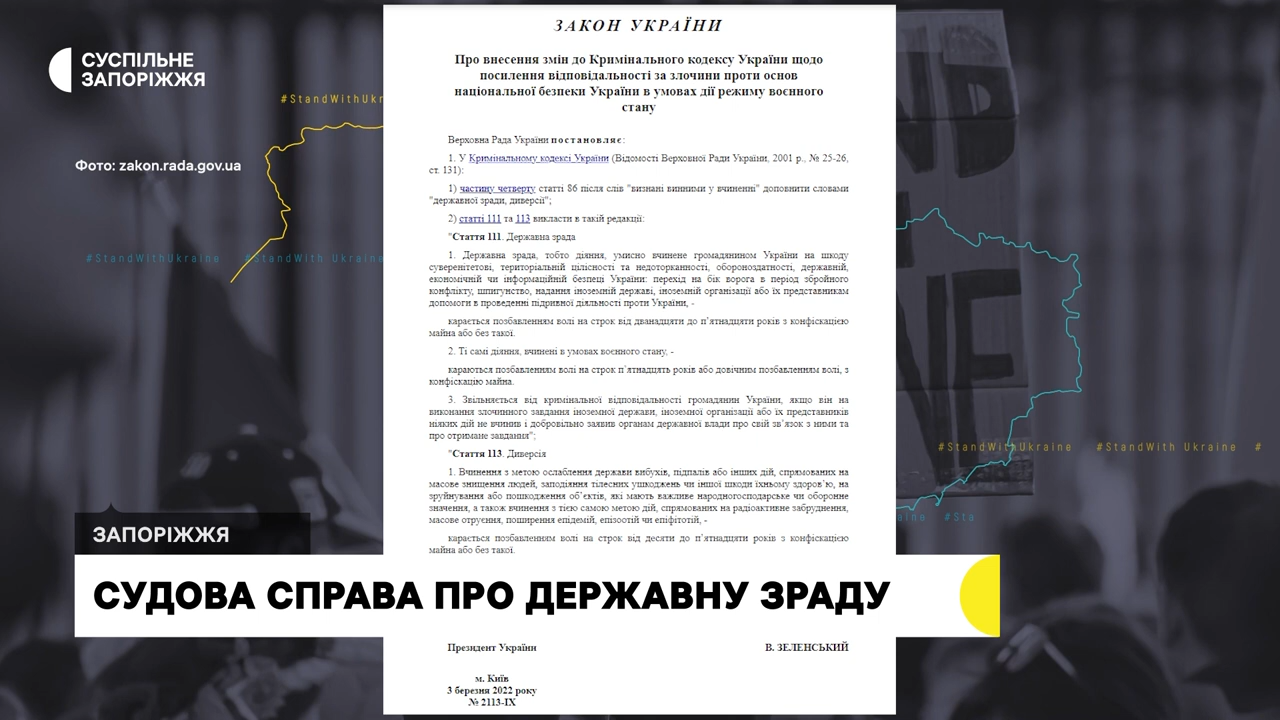 СУСПІЛЬНЕ
ЗАПОРІЖЖЯ
#StandWithUkr
Фото: zakon.rada.gov.ua
#StandWithUkraine
#StandWith Ukraine
ЗАКОН УКРАЇНИ
Про внесення змін до Кримінального кодексу України щодо
посилення відповідальності за злочини проти основ
національної безпеки України в умовах дії режиму воєнного
стану
Верховна Рада України постановляє:
1. У Кримінальному кодексі України (Відомості Верховної Ради України, 2001 р., № 25-26,
ст. 131):
1) частину четверту статті 86 після слів "визнані винними у вчиненні" доповнити словами
"державної зради, диверсії";
2) статті 111 та 113 викласти в такій редакції:
"Стаття 111. Державна зрада
1. Державна зрада, тобто діяння, умисно вчинене громадянином України на шкоду
суверенітетові, територіальній цілісності та недоторканності, обороноздатності, державній,
економічній чи інформаційній безпеці України: перехід на бік ворога в період збройного
конфлікту, шпигунство, надання іноземній державі, іноземній організації або їх представникам
допомоги в проведенні підривної діяльності проти України, -
карається позбавленням волі на строк від дванадцяти до п’ятнадцяти років з конфіскацією
майна або без такої.
2. Ті самі діяння, вчинені в умовах воєнного стану, -
караються позбавленням волі на строк п’ятнадцять років або довічним позбавленням волі, з
конфіскацію майна.
3. Звільняється від кримінальної відповідальності громадянин України, якщо він на
виконання злочинного завдання іноземної держави, іноземної організації або їх представників
ніяких дій не вчинив і добровільно заявив органам державної влади про свій зв’язок з ними та
про отримане завдання";
"Стаття 113. Диверсія
1. Вчинення з метою ослаблення держави вибухів, підпалів або інших дій, спрямованих на
масове знищення людей, заподіяння тілесних ушкоджень чи іншої шкоди їхньому здоров’ю, на
зруйнування або пошкодження об’єктів, які мають важливе народногосподарське чи оборонне
значення, а також вчинення з тією самою метою дій, спрямованих на радіоактивне забруднення,
масове отруєння, поширення епідемій, епізоотій чи епіфітотій, -
карається позбавленням волі на строк від десяти до п’ятнадцяти років з конфіскацією
майна або без такої.
#StandWithUkraine
#StandWith Ukraine
#
aine
#Sta
ЗАПОРІЖЖЯ
СУДОВА СПРАВА ПРО ДЕРЖАВНУ ЗРАДУ
Президент України
В. ЗЕЛЕНСЬКИЙ
м. Київ
3 березня 2022 року
№ 2113-IX